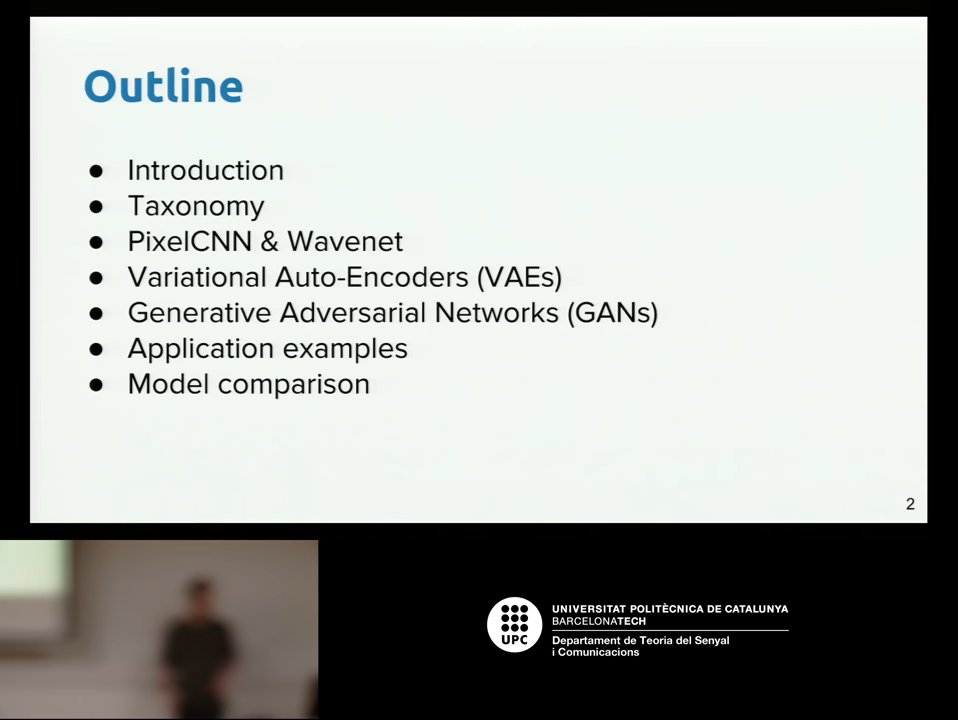 Outline
● Introduction
● Taxonomy
● PixelCNN & Wavenet
● Variational Auto-Encoders (VAEs)
● Generative Adversarial Networks (GANs)
● Application examples
● Model comparison
2
UPC
UNIVERSITAT POLITÈCNICA DE CATALUNYA
BARCELONATECH
Departament de Teoria del Senyal
i Comunicacions